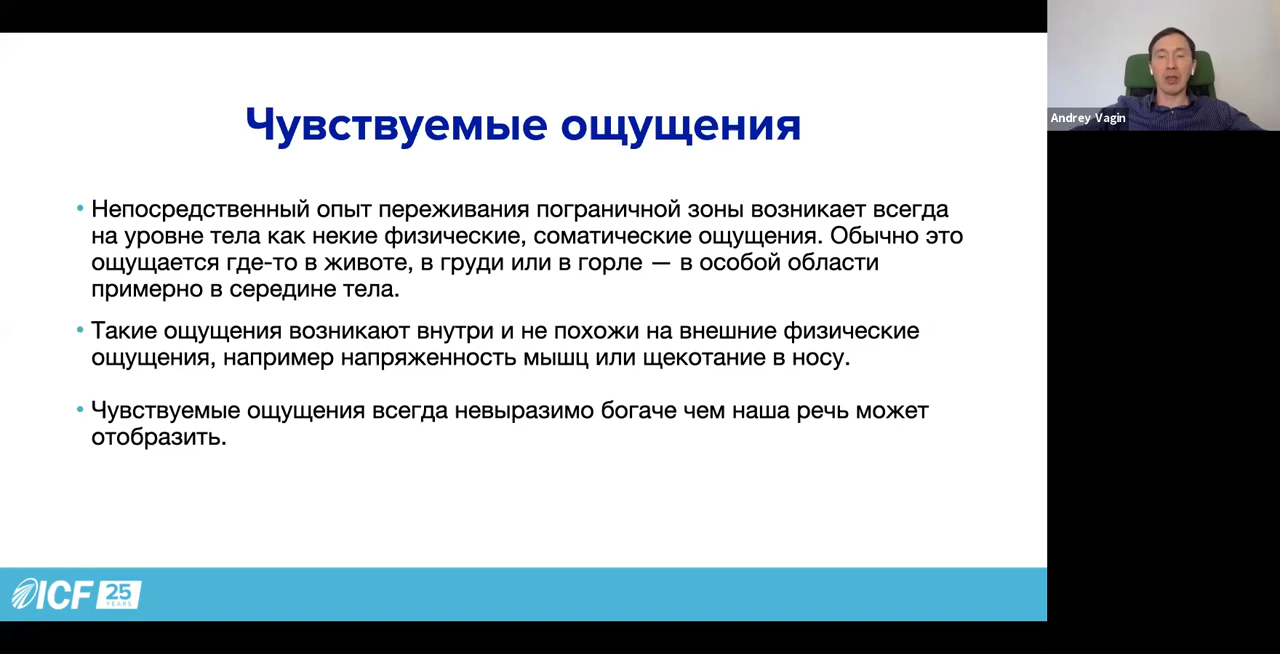 Чувствуемые ощущения
• Непосредственный опыт переживания пограничной зоны возникает всегда
на уровне тела как некие физические, соматические ощущения. Обычно это
ощущается где-то в животе, в груди или в горле — в особой области
примерно в середине тела.
• Такие ощущения возникают внутри и не похожи на внешние физические
ощущения, например напряженность мышц или щекотание в носу.
• Чувствуемые ощущения всегда невыразимо богаче чем наша речь может
отобразить.
ICF 25
YEARS
Andrey Vagin